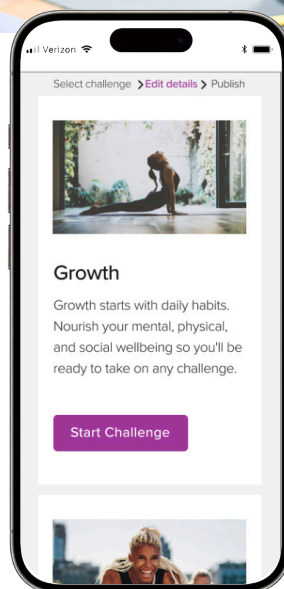 Verizon
Select challenge > Edit details > Publish
Growth
Growth starts with daily habits.
Nourish your mental, physical,
and social wellbeing so you'll be
ready to take on any challenge.
Start Challenge